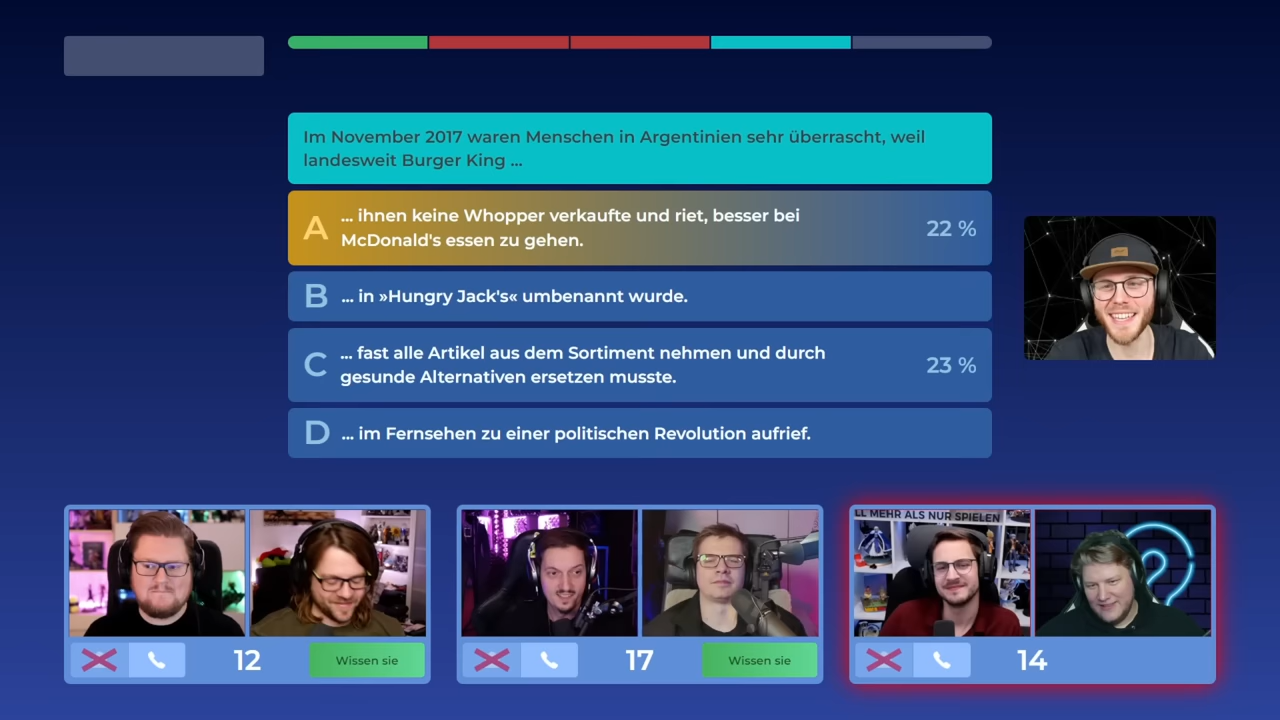 Im November 2017 waren Menschen in Argentinien sehr überrascht, weil
landesweit Burger King ...
A
... ihnen keine Whopper verkaufte und riet, besser bei
McDonald's essen zu gehen.
22 %
B
... in »Hungry Jack's« umbenannt wurde.
C
... fast alle Artikel aus dem Sortiment nehmen und durch
gesunde Alternativen ersetzen musste.
23 %
D
... im Fernsehen zu einer politischen Revolution aufrief.
LL MEHR ALS NUR SPIELEN
12
Wissen sie
17
Wissen sie
14